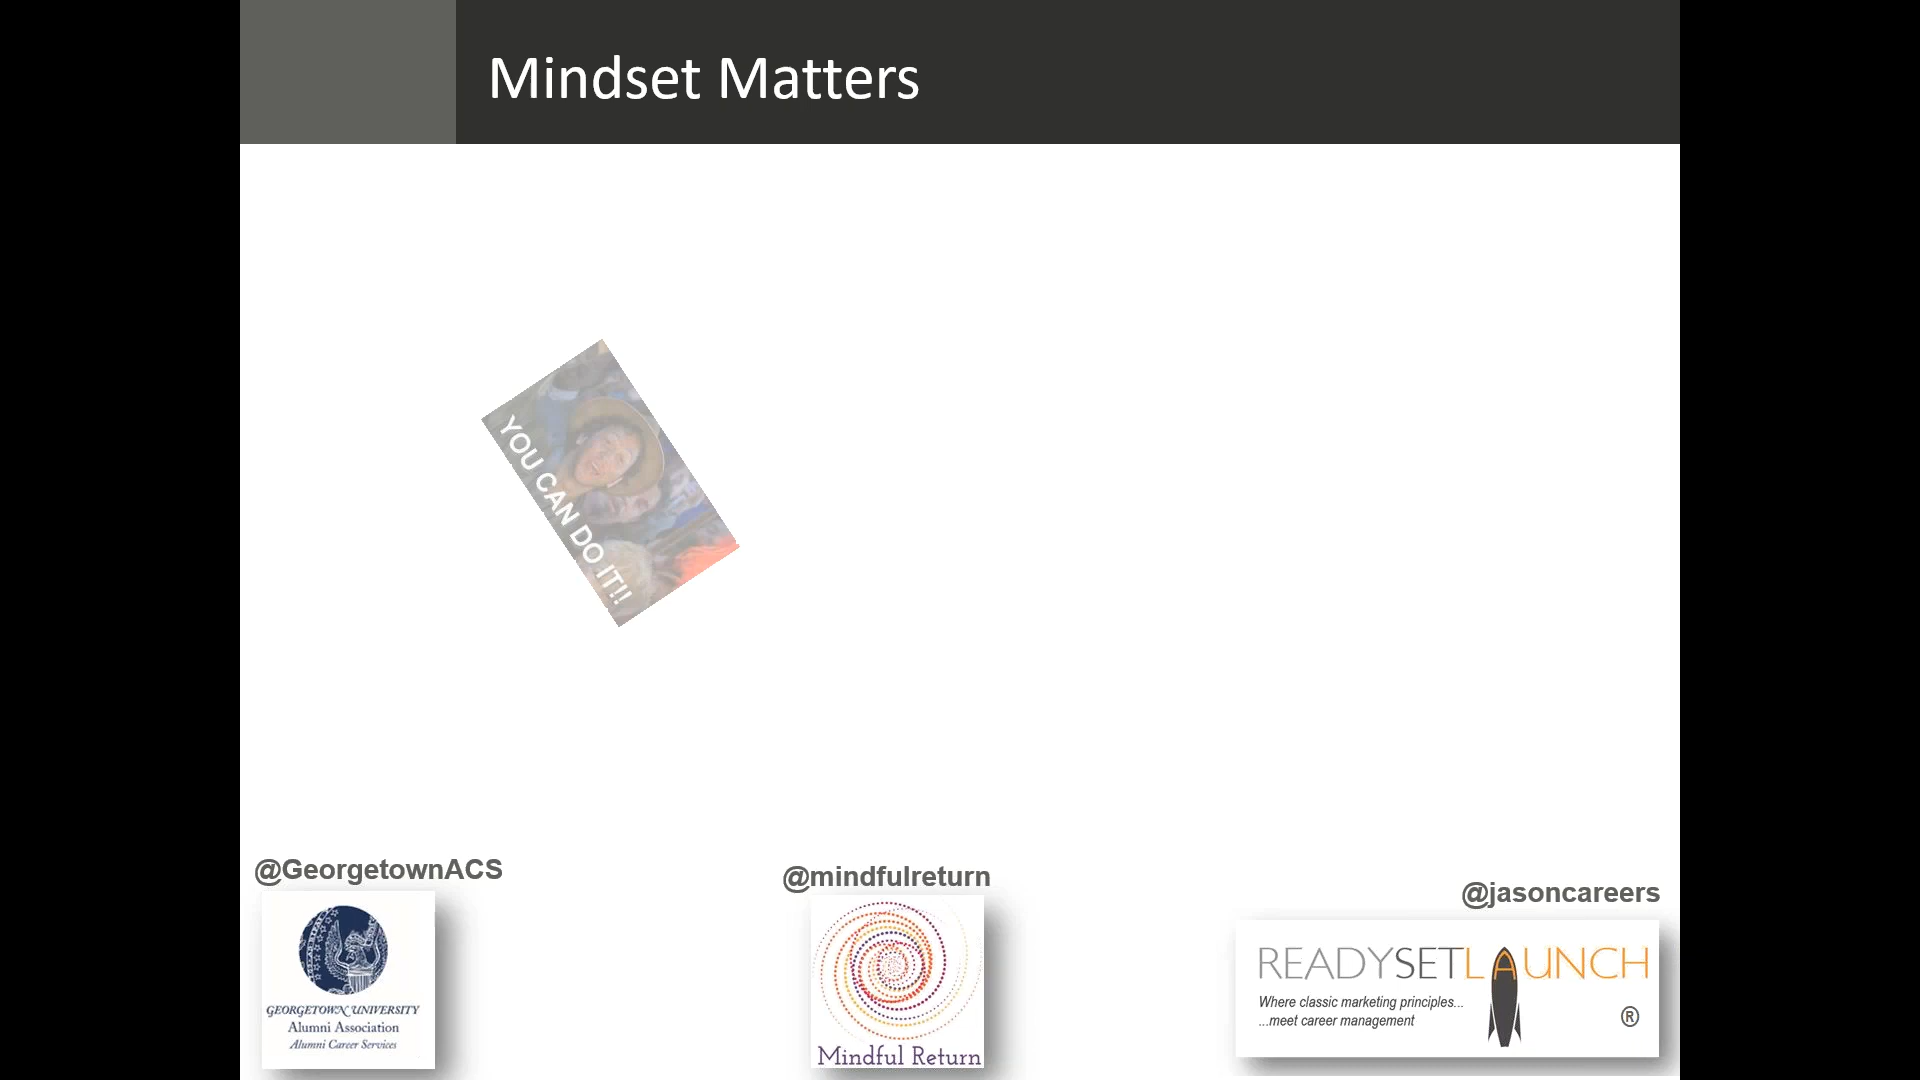 Mindset Matters
YOU CAN DO IT!!
@GeorgetownACS
GEORGETOWN UNIVERSITY
Alumni Association
Alumni Career Services
@mindfulreturn
Mindful Return
@jasoncareers
READYSETLAUNCH
Where classic marketing principles...
...meet career management
®